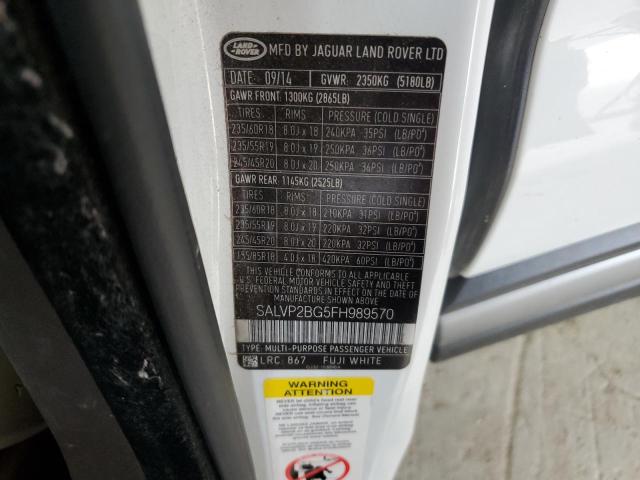 LAND ROVER
MFD BY JAGUAR LAND ROVER LTD
DATE: 09/14 GVWR: 2350KG (5180LB)
GAWR FRONT: 1300KG (2865LB)
TIRES RIMS PRESSURE (COLD SINGLE)
235/60R18 8.0J x 18 240KPA 35PSI (LB/PO²)
235/55R19 8.0J x 19 250KPA 36PSI (LB/PO²)
245/45R20 8.0J x 20 250KPA 36PSI (LB/PO²)
GAWR REAR: 1145KG (2525LB)
TIRES RIMS PRESSURE (COLD SINGLE)
235/60R18 8.0J x 18 210KPA 31PSI (LB/PO²)
235/55R19 8.0J x 19 220KPA 32PSI (LB/PO²)
245/45R20 8.0J x 20 220KPA 32PSI (LB/PO²)
195/85R18 4.0J x 18 420KPA 60PSI (LB/PO²)
THIS VEHICLE CONFORMS TO ALL APPLICABLE
U.S. FEDERAL MOTOR VEHICLE SAFETY AND
THEFT PREVENTION STANDARDS IN EFFECT ON
THE DATE OF MANUFACTURE SHOWN ABOVE
SALVP2BG5FH989570
TYPE: MULTI-PURPOSE PASSENGER VEHICLE
LRC: 867 FUJI WHITE
WARNING
ATTENTION